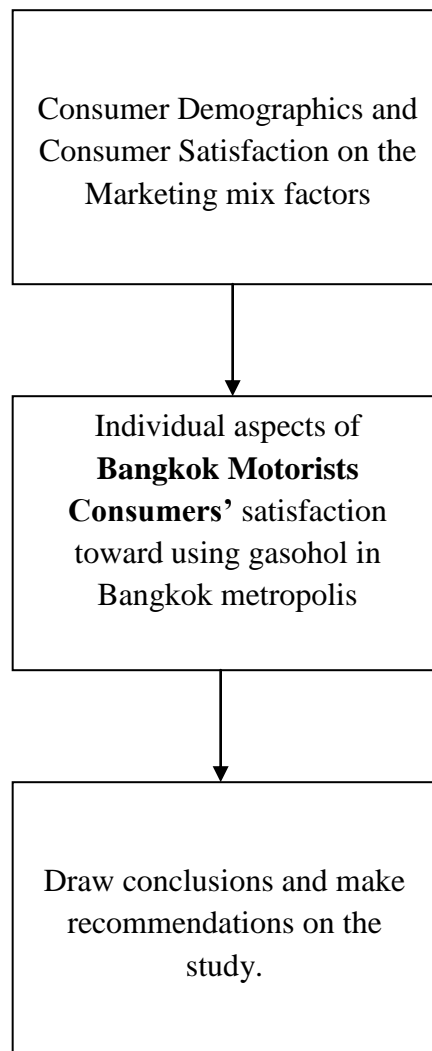 Consumer Demographics and
Consumer Satisfaction on the
Marketing mix factors
Individual aspects of
Bangkok Motorists
Consumers’ satisfaction
toward using gasohol in
Bangkok metropolis
Draw conclusions and make
recommendations on the
study.